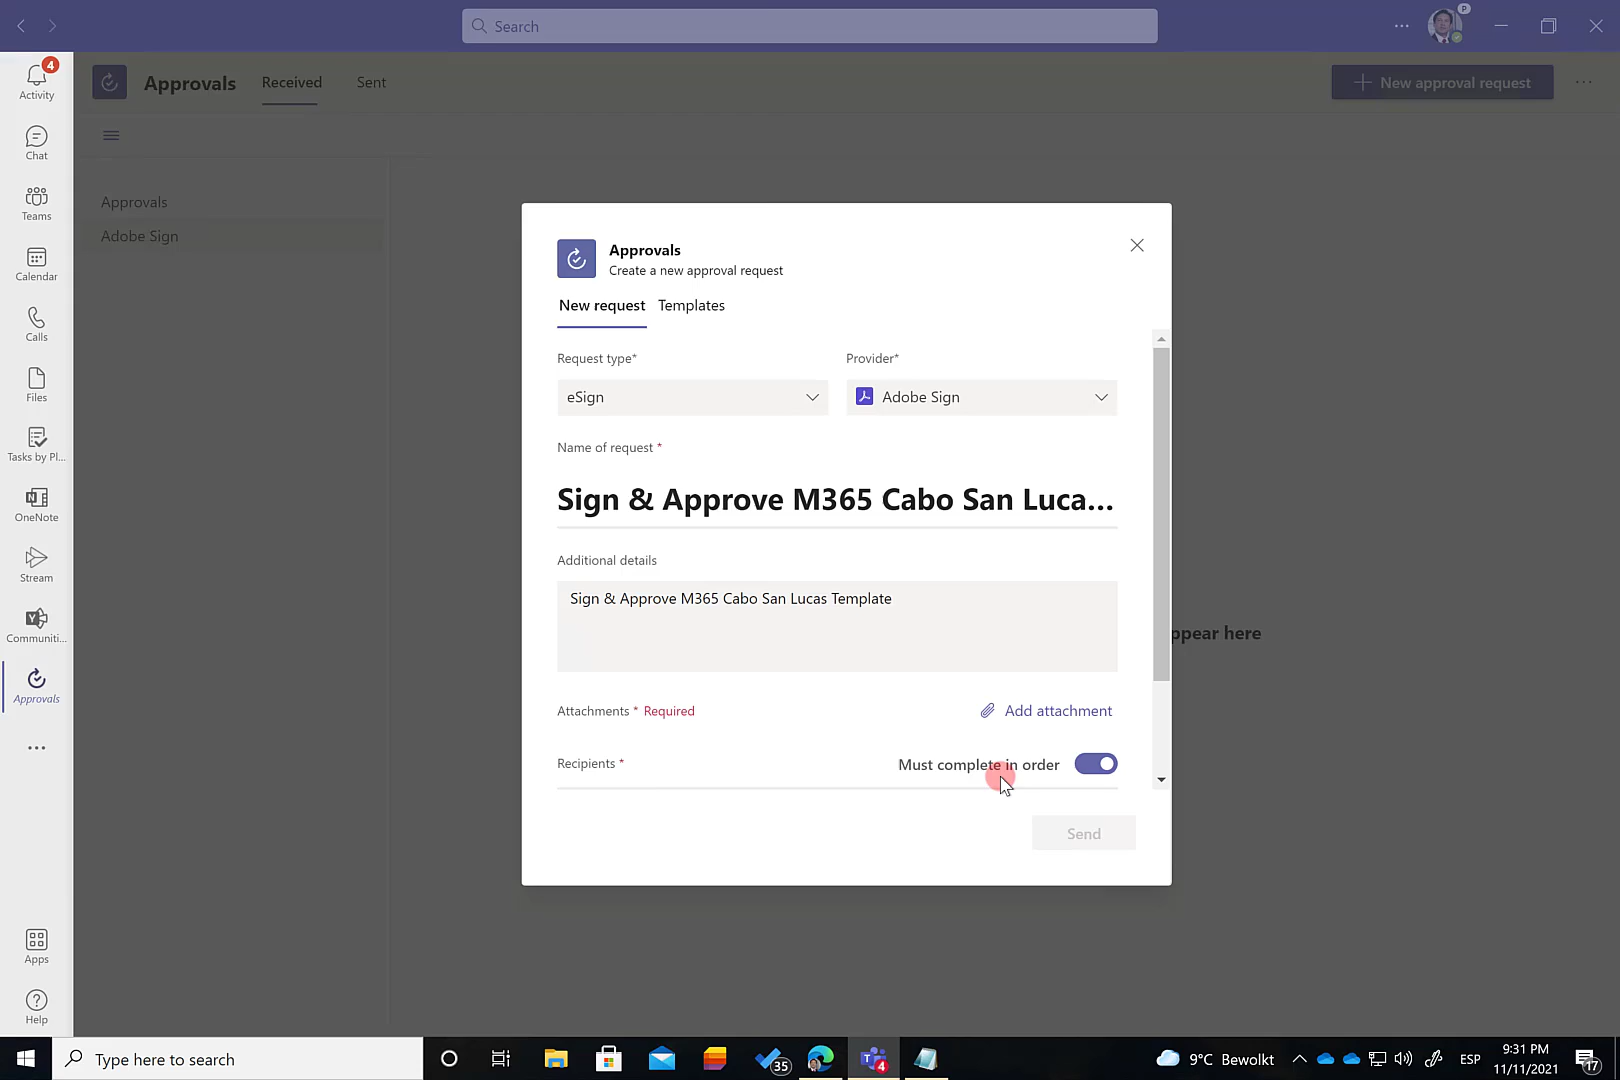 Search
P
4
Activity
Chat
Teams
Calendar
Calls
Files
Tasks by Pl...
OneNote
Stream
Communiti...
Approvals
Apps
Help
Approvals
Received
Sent
New approval request
Approvals
Adobe Sign
ppear here
Approvals
Create a new approval request
New request
Templates
Request type*
Provider*
eSign
Adobe Sign
Name of request *
Sign & Approve M365 Cabo San Luca...
Additional details
Sign & Approve M365 Cabo San Lucas Template
Attachments * Required
Add attachment
Recipients *
Must complete in order
Send
Type here to search
35
4
9°C Bewolkt
ESP
9:31 PM
11/11/2021
17